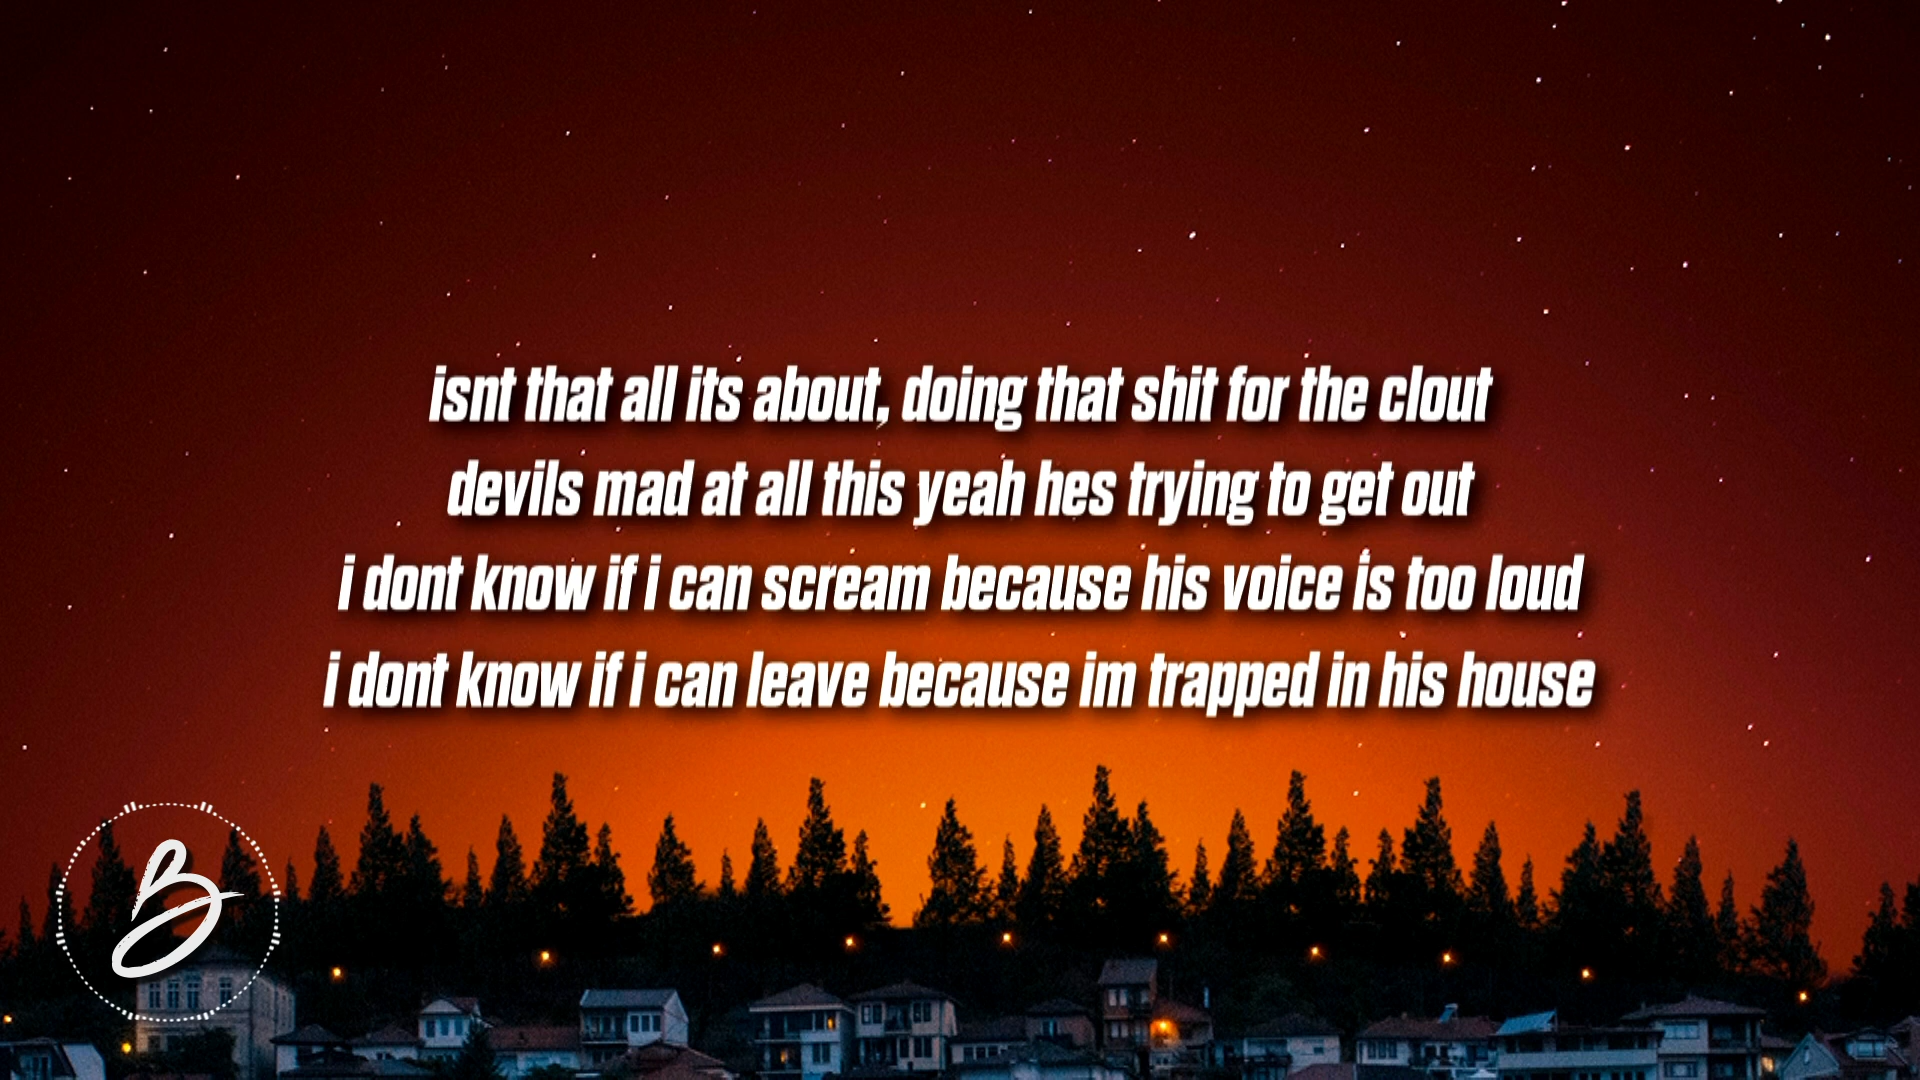 isnt that all its about, doing that shit for the clout
devils mad at all this yeah hes trying to get out
i dont know if i can scream because his voice is too loud
i dont know if i can leave because im trapped in his house
B